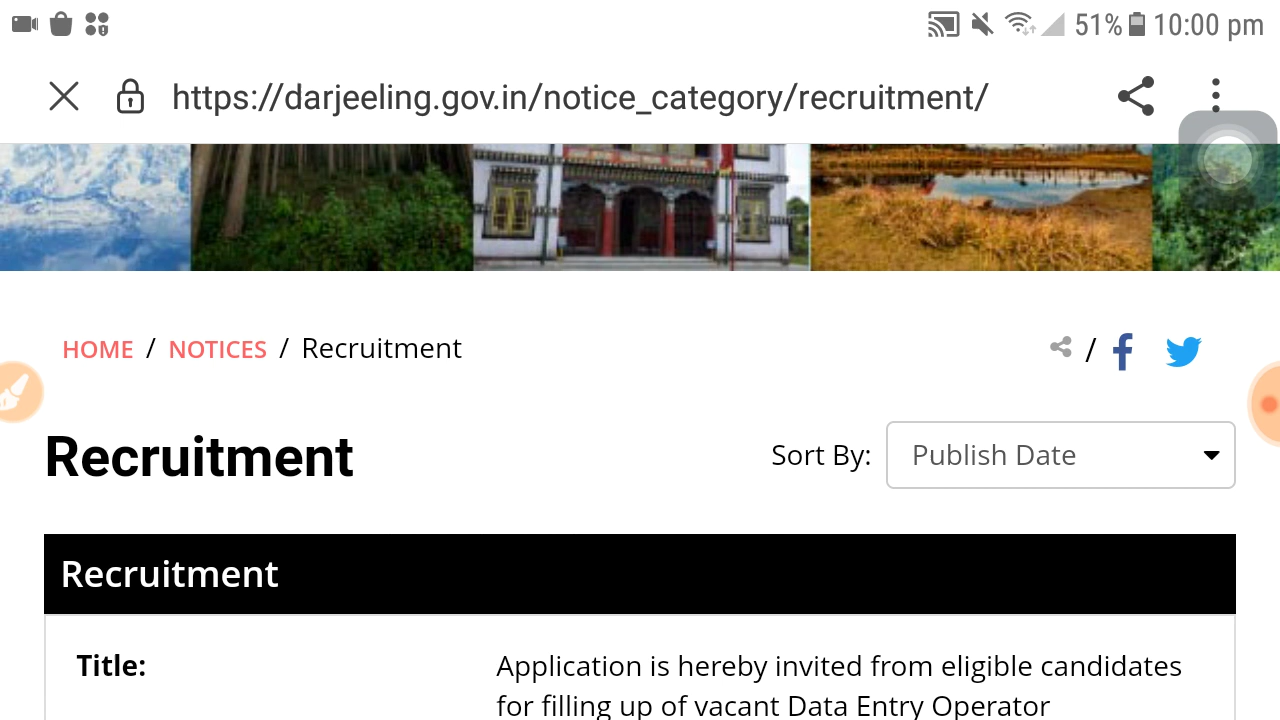 51% 10:00 pm
https://darjeeling.gov.in/notice_category/recruitment/
HOME / NOTICES / Recruitment
/
Recruitment
Sort By: Publish Date
Recruitment
Title: Application is hereby invited from eligible candidates
for filling up of vacant Data Entry Operator